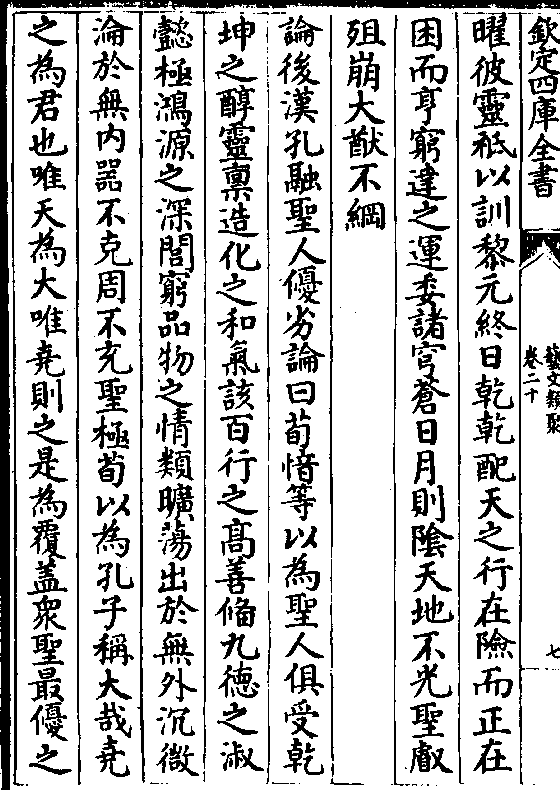 欽定四庫全書
藝文類聚
卷二十
七
曜彼靈祗以訓黎元終日乾乾配天之行在險而正在
困而亨窮達之運委諸穹蒼日月則陰天地不光聖叡
殂崩大猷不綱
論後漢孔融聖人優劣論曰荀愔等以為聖人俱受乾
坤之醇靈禀造化之和氣該百行之髙善俻九德之淑
懿極鴻源之深閭窮品物之情類曠蕩出於無外沉微
淪於無内器不克周不充聖極荀以為孔子稱大哉堯
之為君也唯天為大唯堯則之是為覆蓋衆聖最優之